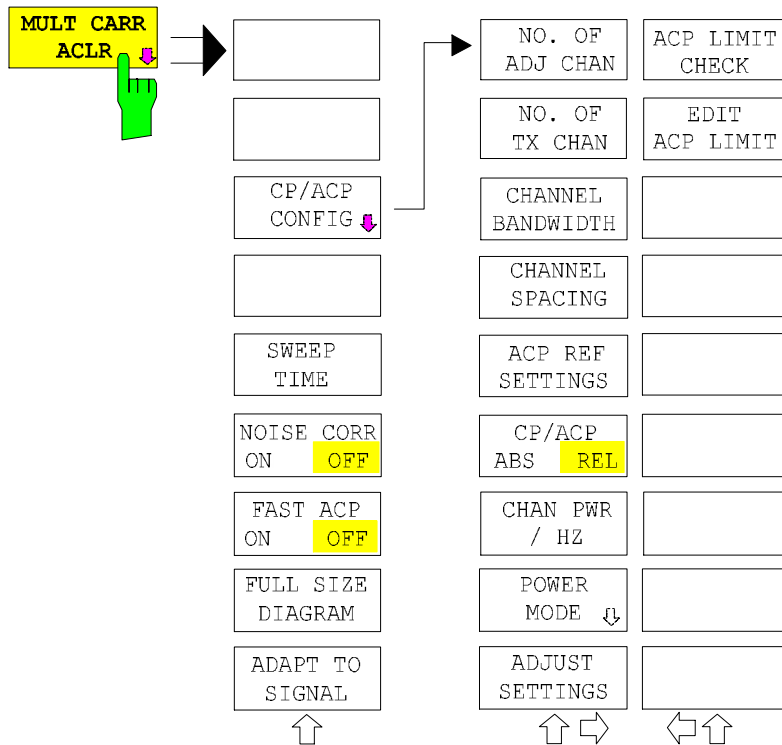 MULT CARR
ACLR
CP/ACP
CONFIG
SWEEP
TIME
NOISE CORR
ON OFF
FAST ACP
ON OFF
FULL SIZE
DIAGRAM
ADAPT TO
SIGNAL
NO. OF
ADJ CHAN
NO. OF
TX CHAN
CHANNEL
BANDWIDTH
CHANNEL
SPACING
ACP REF
SETTINGS
CP/ACP
ABS REL
CHAN PWR
/ HZ
POWER
MODE
ADJUST
SETTINGS
ACP LIMIT
CHECK
EDIT
ACP LIMIT